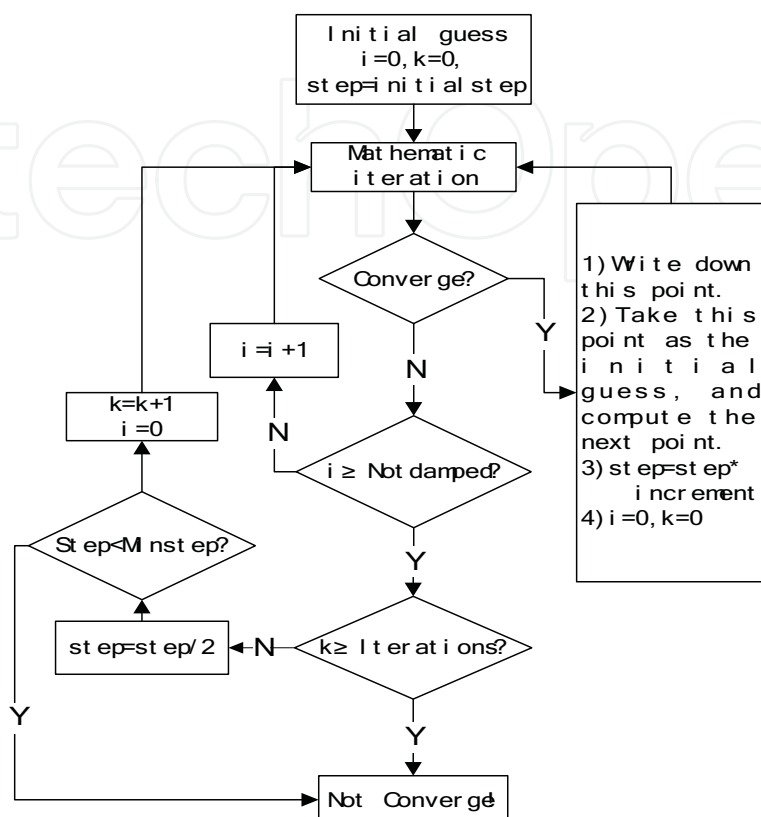 techOpe
Initial guess
i=0,k=0,
step=initialstep
Mathematic
iteration
Converge?
Y
N
i=i+1
k=k+1
i=0
N
i≥ Notdamped?
Y
Step<Minstep?
step=step/2
N
k≥ Iterations?
Y
Y
Not Converge!
1)Write down
this point.
2)Take this
point as the
initial
guess, and
compute the
next point.
3)step=step*
increment
4)i=0,k=0